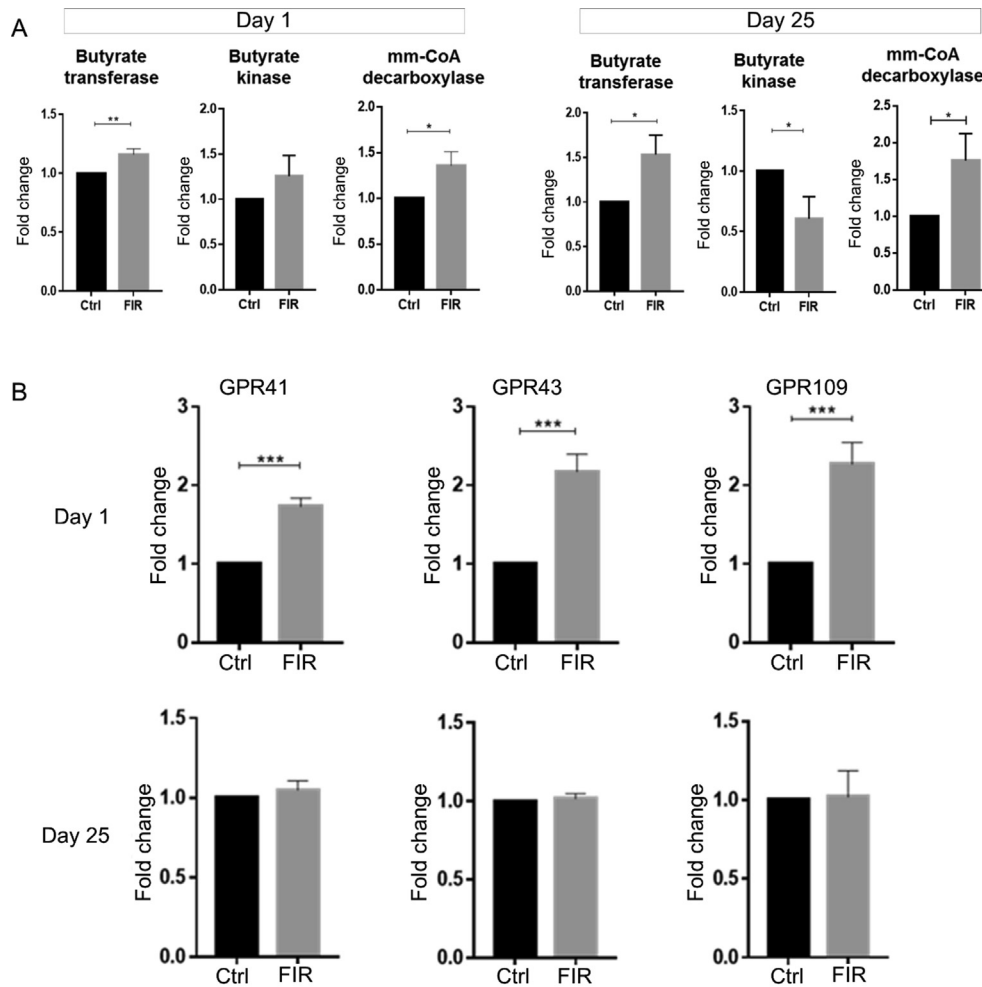 A
Day 1
Day 25
Butyrate
transferase
Butyrate
kinase
mm-CoA
decarboxylase
Butyrate
transferase
Butyrate
kinase
mm-CoA
decarboxylase
Fold change
1.5
1.0
0.5
0.0
**
Ctrl FIR
Fold change
2.0
1.5
1.0
0.5
0.0
Ctrl FIR
Fold change
2.0
1.5
1.0
0.5
0.0
*
Ctrl FIR
Fold change
2.0
1.5
1.0
0.5
0.0
*
Ctrl FIR
Fold change
1.5
1.0
0.5
0.0
*
Ctrl FIR
Fold change
2.5
2.0
1.5
1.0
0.5
0.0
*
Ctrl FIR
B
GPR41
GPR43
GPR109
Day 1
Fold change
3
2
1
0
***
Ctrl FIR
Fold change
3
2
1
0
***
Ctrl FIR
Fold change
3
2
1
0
***
Ctrl FIR
Day 25
Fold change
1.5
1.0
0.5
0.0
Ctrl FIR
Fold change
1.5
1.0
0.5
0.0
Ctrl FIR
Fold change
1.5
1.0
0.5
0.0
Ctrl FIR